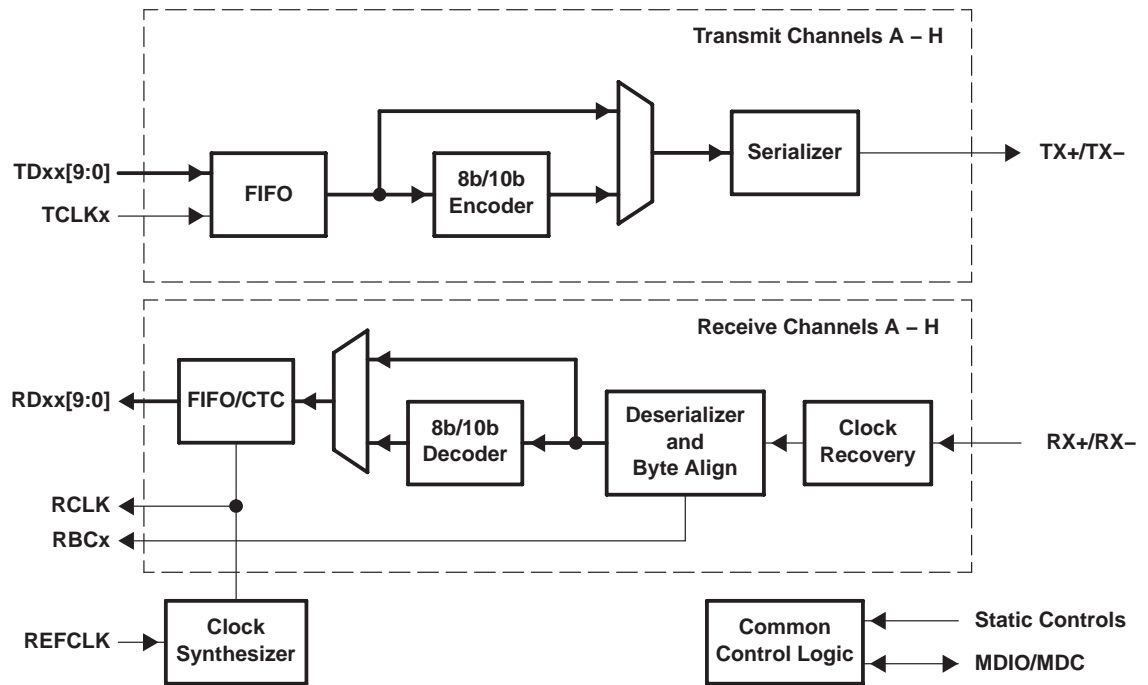 Transmit Channels A – H
TDxx[9:0]
TCLKx
FIFO
8b/10b
Encoder
Serializer
TX+/TX–
Receive Channels A – H
RDxx[9:0]
FIFO/CTC
8b/10b
Decoder
Deserializer
and
Byte Align
Clock
Recovery
RX+/RX–
RCLK
RBCx
REFCLK
Clock
Synthesizer
Common
Control Logic
Static Controls
MDIO/MDC